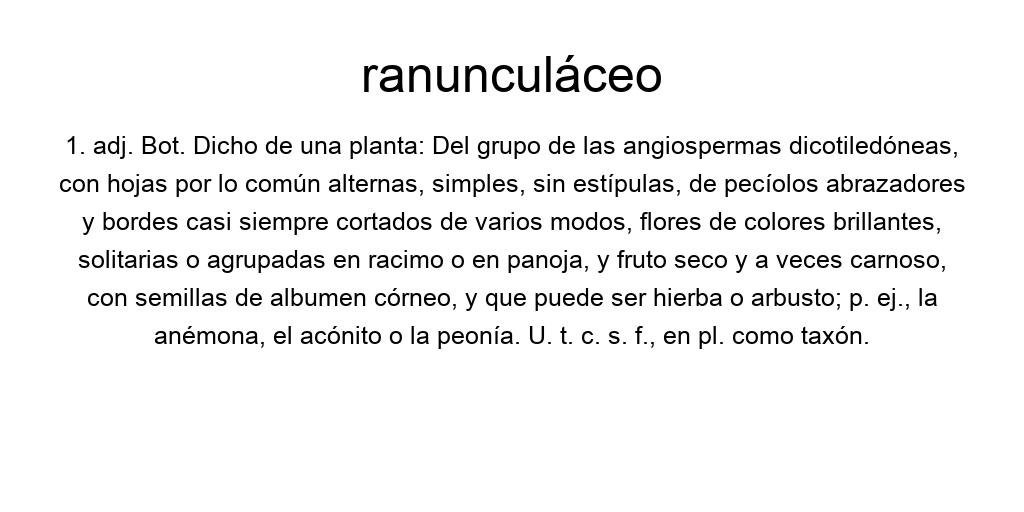 ranunculáceo
1. adj. Bot. Dicho de una planta: Del grupo de las angiospermas dicotiledóneas,
con hojas por lo común alternas, simples, sin estípulas, de pecíolos abrazadores
y bordes casi siempre cortados de varios modos, flores de colores brillantes,
solitarias o agrupadas en racimo o en panoja, y fruto seco y a veces carnoso,
con semillas de albumen córneo, y que puede ser hierba o arbusto; p. ej., la
anémona, el acónito o la peonía. U. t. c. s. f., en pl. como taxón.